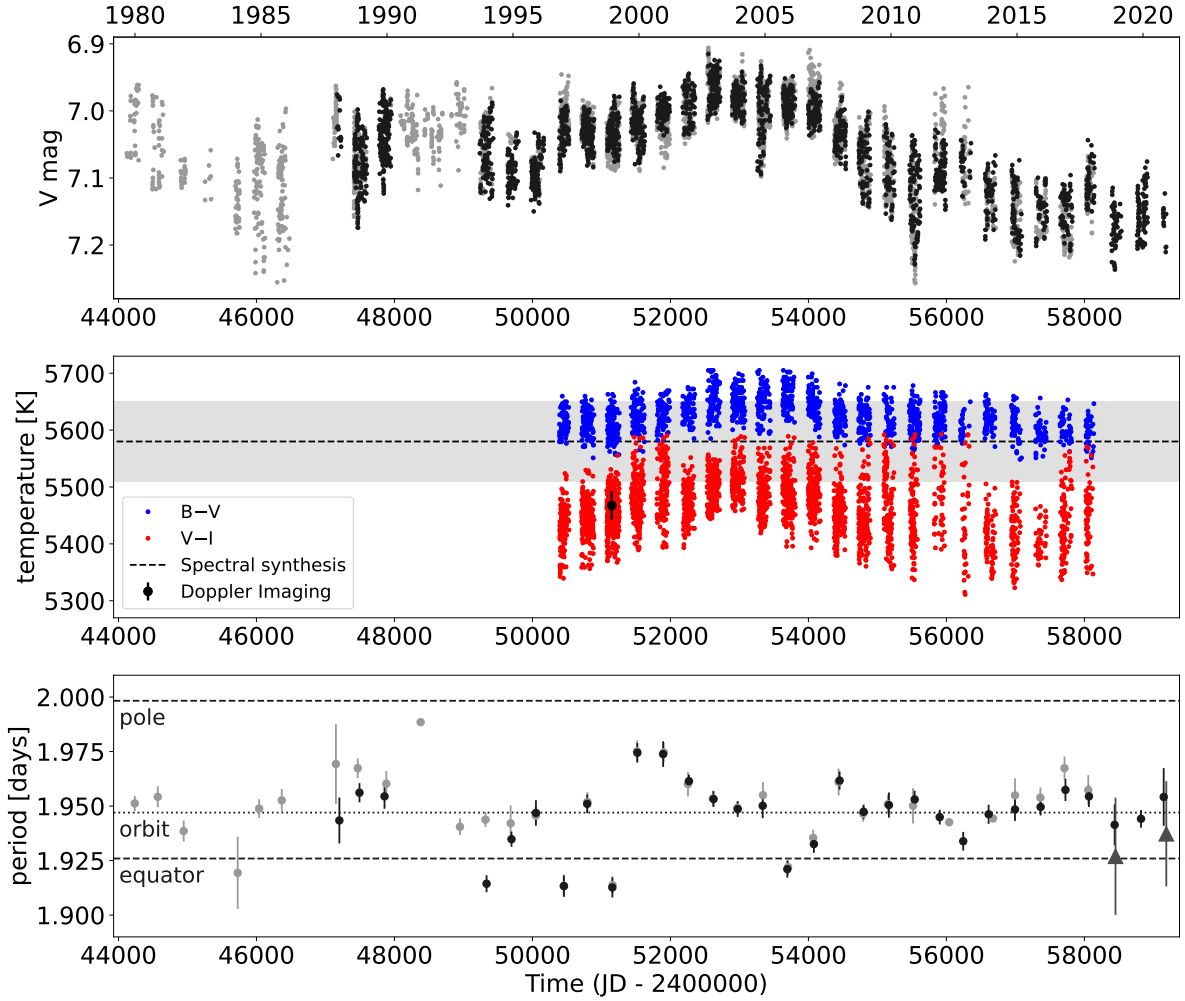 1980 1985 1990 1995 2000 2005 2010 2015 2020
V mag
6.9
7.0
7.1
7.2
44000 46000 48000 50000 52000 54000 56000 58000
temperature [K]
5700
5600
5500
5400
5300
B−V
V−I
Spectral synthesis
Doppler Imaging
44000 46000 48000 50000 52000 54000 56000 58000
period [days]
2.000
1.975
1.950
1.925
1.900
pole
orbit
equator
44000 46000 48000 50000 52000 54000 56000 58000
Time (JD - 2400000)